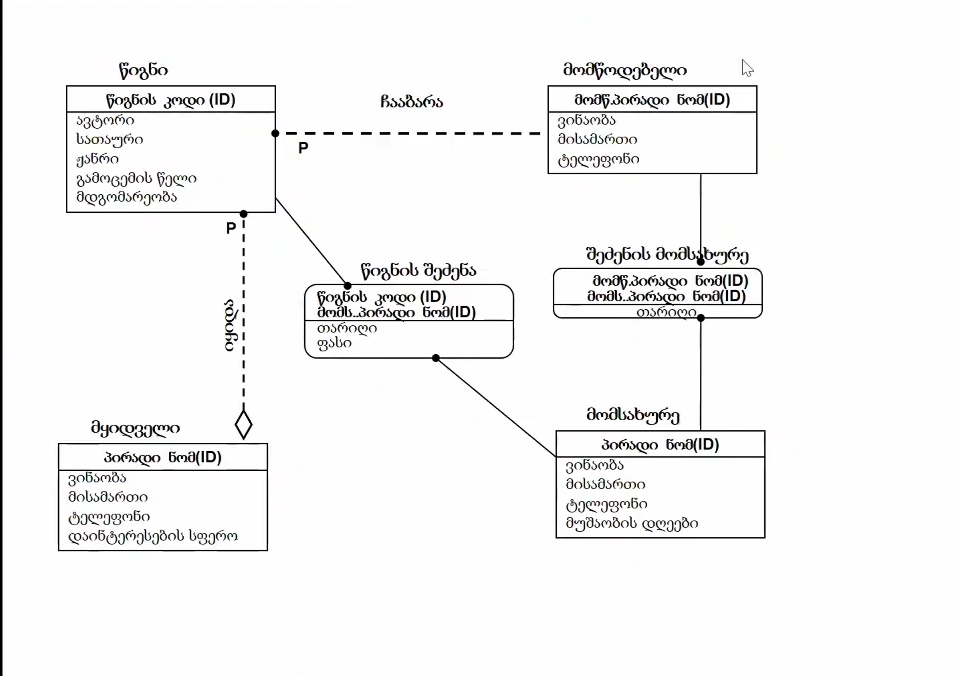 წიგნი
წიგნის კოდი (ID)
ავტორი
სათაური
ჟანრი
გამოცემის წელი
მდგომარეობა
ჩააბარა
P
მომწოდებელი
მომწ.პირადი ნომ(ID)
ვინაობა
მისამართი
ტელეფონი
P
იყიდა
წიგნის შეძენა
წიგნის კოდი (ID)
მომს..პირადი ნომ(ID)
თარიღი
ფასი
შეძენის მომსახურე
მომწ.პირადი ნომ(ID)
მომს..პირადი ნომ(ID)
თარიღი
მყიდველი
პირადი ნომ(ID)
ვინაობა
მისამართი
ტელეფონი
დაინტერესების სფერო
მომსახურე
პირადი ნომ(ID)
ვინაობა
მისამართი
ტელეფონი
მუშაობის დღეები